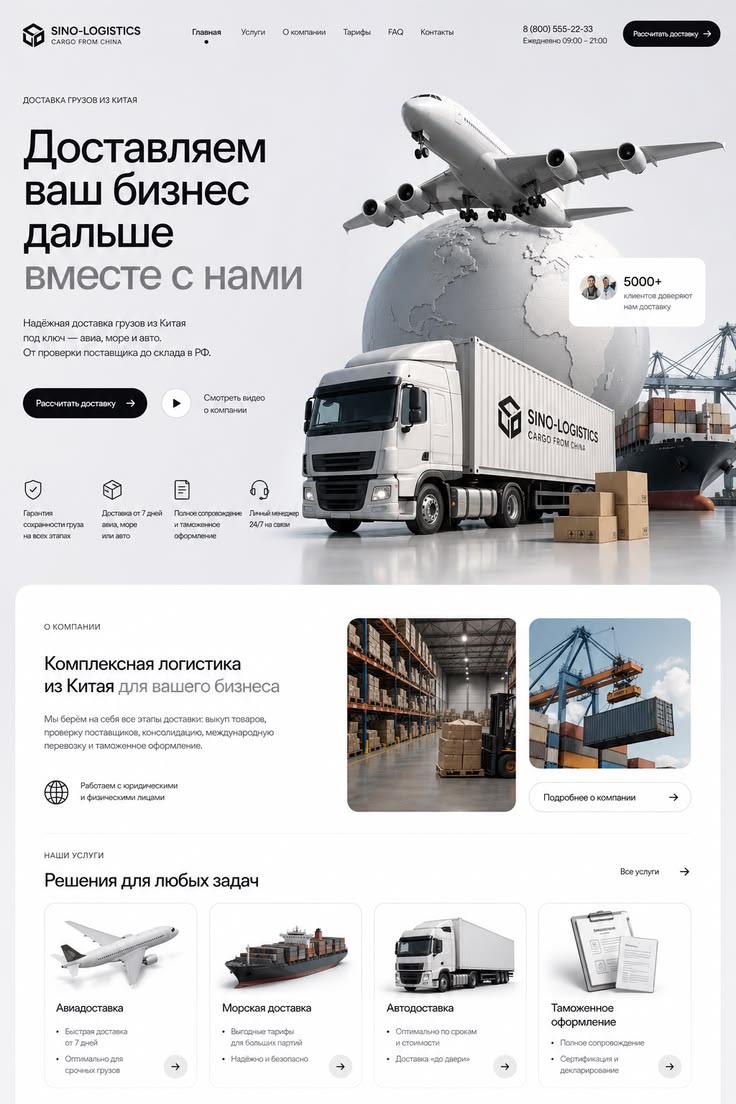 SINO-LOGISTICS
CARGO FROM CHINA
Главная
Услуги
О компании
Тарифы
FAQ
Контакты
8 (800) 555-22-33
Ежедневно 09:00 – 21:00
Рассчитать доставку
ДОСТАВКА ГРУЗОВ ИЗ КИТАЯ
Доставляем
ваш бизнес
дальше
вместе с нами
Надёжная доставка грузов из Китая
под ключ — авиа, море и авто.
От проверки поставщика до склада в РФ.
Рассчитать доставку
Смотреть видео
о компании
5000+
клиентов доверяют
нам доставку
SINO-LOGISTICS
CARGO FROM CHINA
Гарантия
сохранности груза
на всех этапах
Доставка от 7 дней
авиа, море
или авто
Полное сопровождение
и таможенное
оформление
Личный менеджер
24/7 на связи
О КОМПАНИИ
Комплексная логистика
из Китая для вашего бизнеса
Мы берём на себя все этапы доставки: выкуп товаров,
проверку поставщиков, консолидацию, международную
перевозку и таможенное оформление.
Работаем с юридическими
и физическими лицами
Подробнее о компании
НАШИ УСЛУГИ
Решения для любых задач
Все услуги
Авиадоставка
• Быстрая доставка
от 7 дней
• Оптимально для
срочных грузов
Морская доставка
• Выгодные тарифы
для больших партий
• Надёжно и безопасно
Автодоставка
• Оптимально по срокам
и стоимости
• Доставка «до двери»
Таможенное
оформление
• Полное сопровождение
• Сертификация и
декларирование